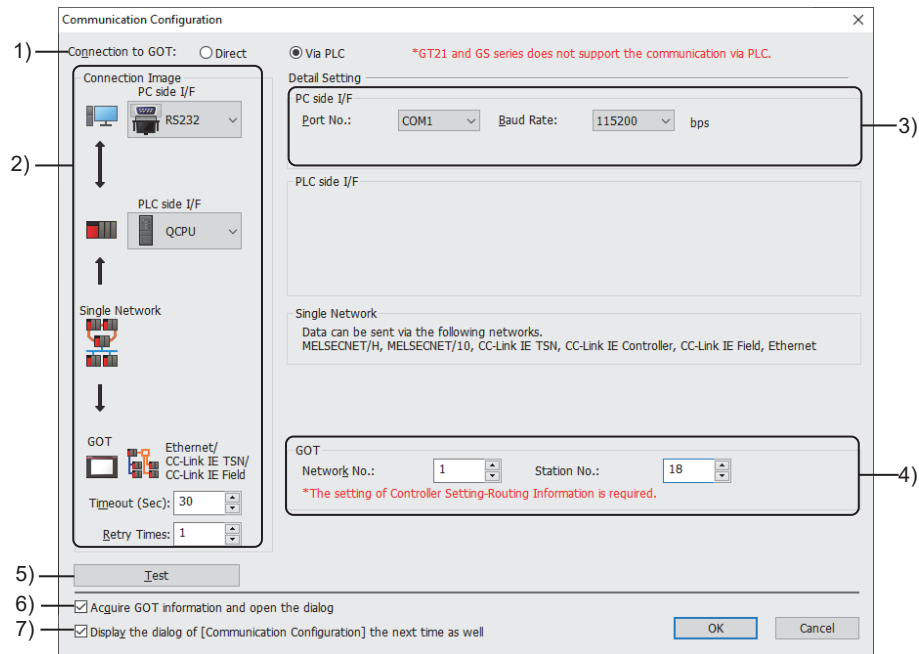 Communication Configuration
1) Connection to GOT: Direct Via PLC *GT21 and GS series does not support the communication via PLC.
2)
Connection Image
PC side I/F
RS232
PLC side I/F
QCPU
Single Network
GOT
Ethernet/
CC-Link IE TSN/
CC-Link IE Field
Timeout (Sec): 30
Retry Times: 1
Detail Setting
PC side I/F
Port No.: COM1 Baud Rate: 115200 bps
3)
PLC side I/F
Single Network
Data can be sent via the following networks.
MELSECNET/H, MELSECNET/10, CC-Link IE TSN, CC-Link IE Controller, CC-Link IE Field, Ethernet
GOT
Network No.: 1 Station No.: 18
*The setting of Controller Setting-Routing Information is required.
4)
5) Test
6) Acquire GOT information and open the dialog
7) Display the dialog of [Communication Configuration] the next time as well
OK Cancel